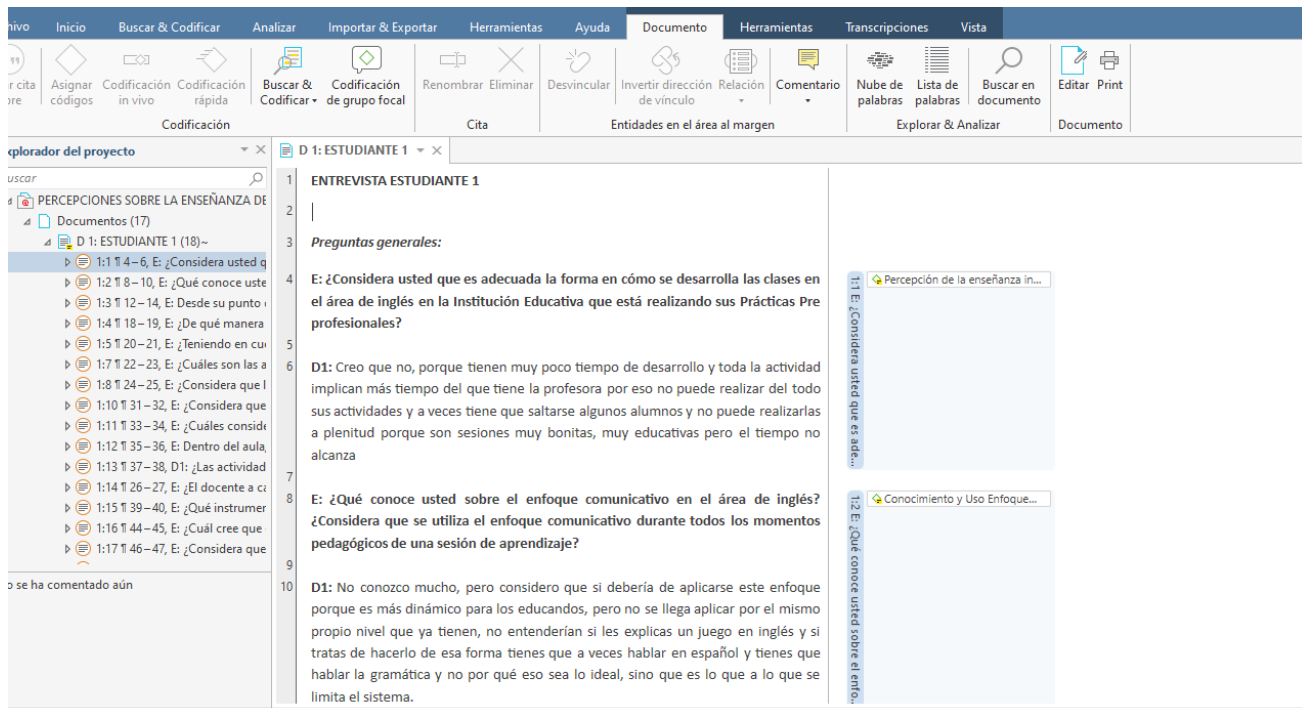 hivo Inicio Buscar & Codificar Analizar Importar & Exportar Herramientas Ayuda Documento Herramientas Transcripciones Vista
Asignar códigos
Codificación in vivo
Codificación rápida
Buscar & Codificar
Codificación de grupo focal
Renombrar Eliminar
Desvincular
Invertir dirección de vínculo
Relación
Comentario
Nube de palabras
Lista de palabras
Buscar en documento
Editar Print
Codificación Cita Entidades en el área al margen Explorar & Analizar Documento
xplorador del proyecto
D 1: ESTUDIANTE 1
uscar
PERCEPCIONES SOBRE LA ENSEÑANZA DE
Documentos (17)
D 1: ESTUDIANTE 1 (18)~
1:1 ¶ 4–6, E: ¿Considera usted q
1:2 ¶ 8–10, E: ¿Qué conoce uste
1:3 ¶ 12–14, E: Desde su punto
1:4 ¶ 18–19, E: ¿De qué manera
1:5 ¶ 20–21, E: ¿Teniendo en cu
1:7 ¶ 22–23, E: ¿Cuáles son las a
1:8 ¶ 24–25, E: ¿Considera que l
1:10 ¶ 31–32, E: ¿Considera que
1:11 ¶ 33–34, E: ¿Cuáles conside
1:12 ¶ 35–36, E: Dentro del aula,
1:13 ¶ 37–38, D1: ¿Las actividad
1:14 ¶ 26–27, E: ¿El docente a ca
1:15 ¶ 39–40, E: ¿Qué instrumer
1:16 ¶ 44–45, E: ¿Cuál cree que
1:17 ¶ 46–47, E: ¿Considera que
o se ha comentado aún
1 ENTREVISTA ESTUDIANTE 1
2
3 Preguntas generales:
4 E: ¿Considera usted que es adecuada la forma en cómo se desarrolla las clases en
el área de inglés en la Institución Educativa que está realizando sus Prácticas Pre
profesionales?
5
6 D1: Creo que no, porque tienen muy poco tiempo de desarrollo y toda la actividad
implican más tiempo del que tiene la profesora por eso no puede realizar del todo
sus actividades y a veces tiene que saltarse algunos alumnos y no puede realizarlas
a plenitud porque son sesiones muy bonitas, muy educativas pero el tiempo no
alcanza
7
8 E: ¿Qué conoce usted sobre el enfoque comunicativo en el área de inglés?
¿Considera que se utiliza el enfoque comunicativo durante todos los momentos
pedagógicos de una sesión de aprendizaje?
9
10 D1: No conozco mucho, pero considero que si debería de aplicarse este enfoque
porque es más dinámico para los educandos, pero no se llega aplicar por el mismo
propio nivel que ya tienen, no entenderían si les explicas un juego en inglés y si
tratas de hacerlo de esa forma tienes que a veces hablar en español y tienes que
hablar la gramática y no por qué eso sea lo ideal, sino que es lo que a lo que se
limita el sistema.
1:1 E: ¿Considera usted que es ade...
Percepción de la enseñanza in...
1:2 E: ¿Qué conoce usted sobre el enfo...
Conocimiento y Uso Enfoque...